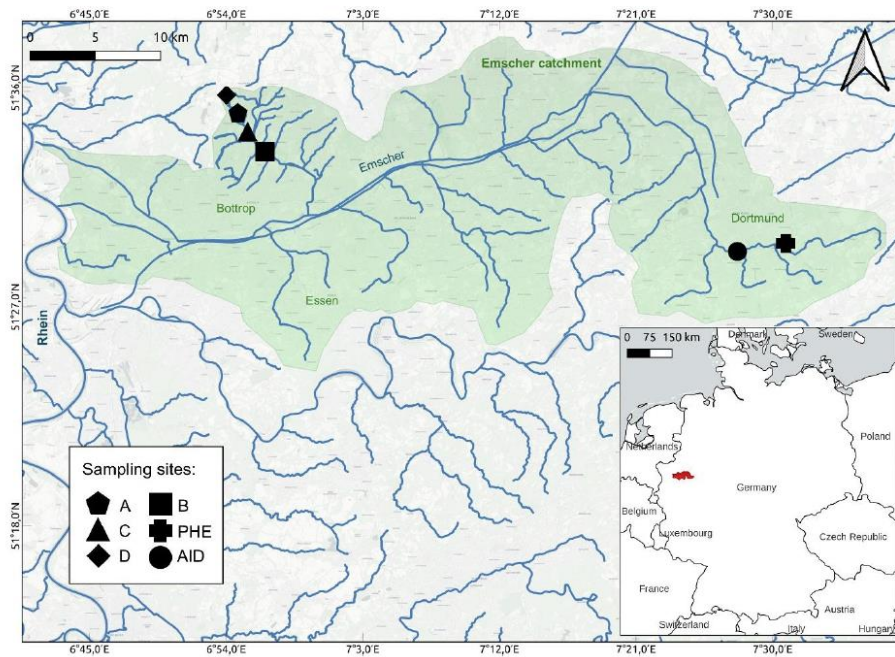 6°45,0'E 6°54,0'E 7°3,0'E 7°12,0'E 7°21,0'E 7°30,0'E
0 5 10 km
51°36,0'N
51°27,0'N
51°18,0'N
Emscher catchment
Emscher
Bottrop
Dortmund
Essen
Rhein
Sampling sites:
A B
C PHE
D AID
0 75 150 km
Denmark
Sweden
Netherlands
Poland
Germany
Belgium
Luxembourg
Czech Republic
France
Austria
Switzerland
Italy
Hungary
6°45,0'E 6°54,0'E 7°3,0'E 7°12,0'E 7°21,0'E 7°30,0'E